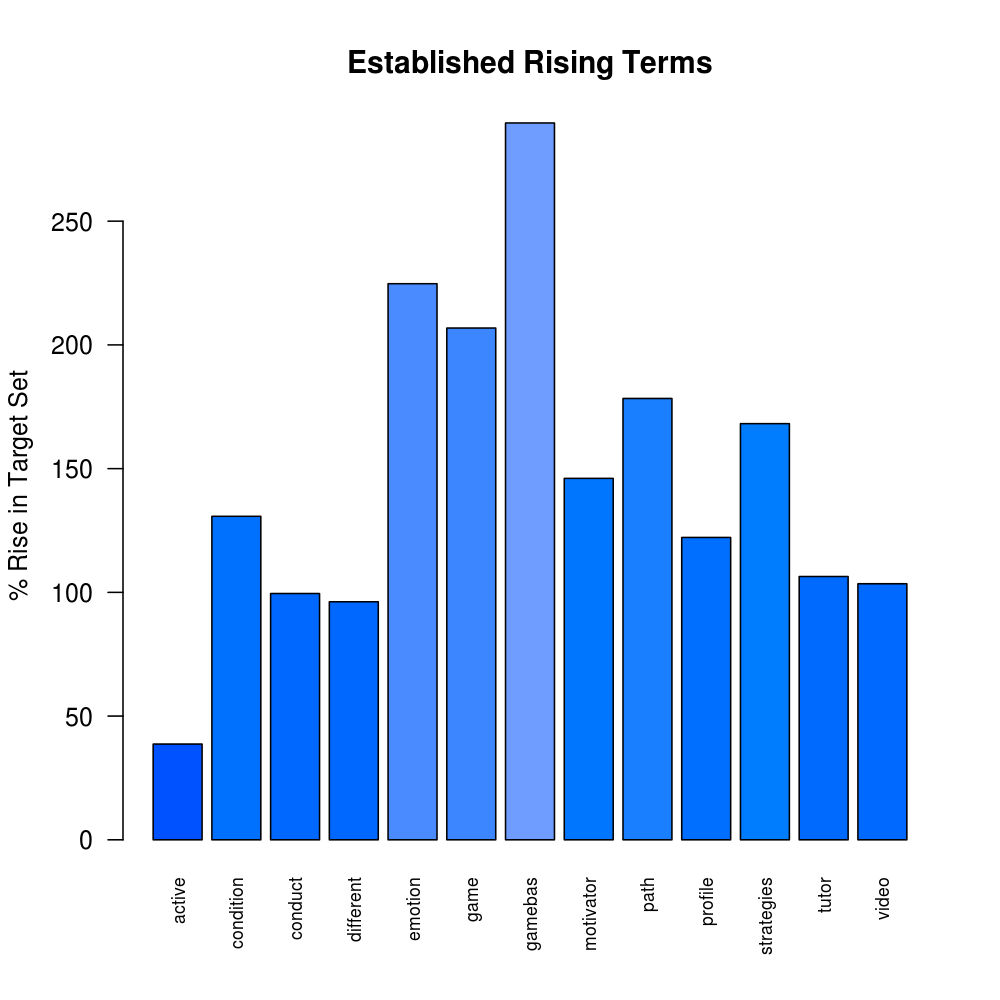 Established Rising Terms
% Rise in Target Set
250
200
150
100
50
0
active
condition
conduct
different
emotion
game
gamebas
motivator
path
profile
strategies
tutor
video